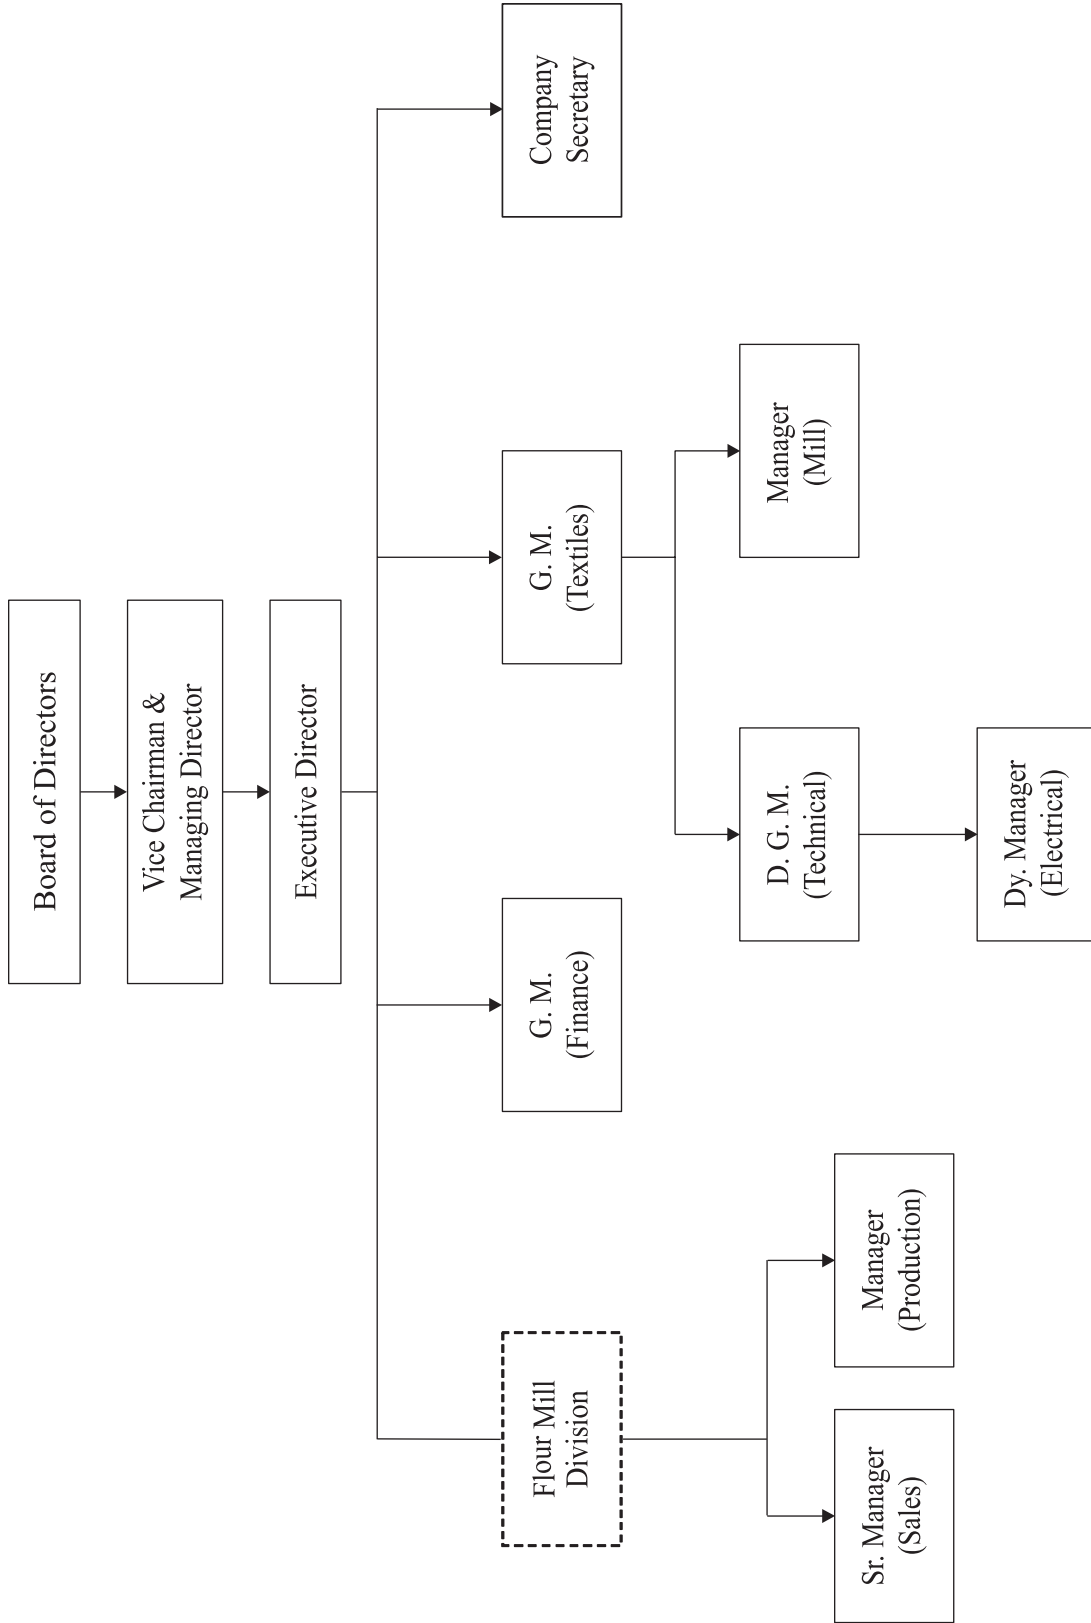 Board of Directors
Vice Chairman &
Managing Director
Executive Director
Flour Mill
Division
G. M.
(Finance)
G. M.
(Textiles)
Company
Secretary
Sr. Manager
(Sales)
Manager
(Production)
D. G. M.
(Technical)
Manager
(Mill)
Dy. Manager
(Electrical)